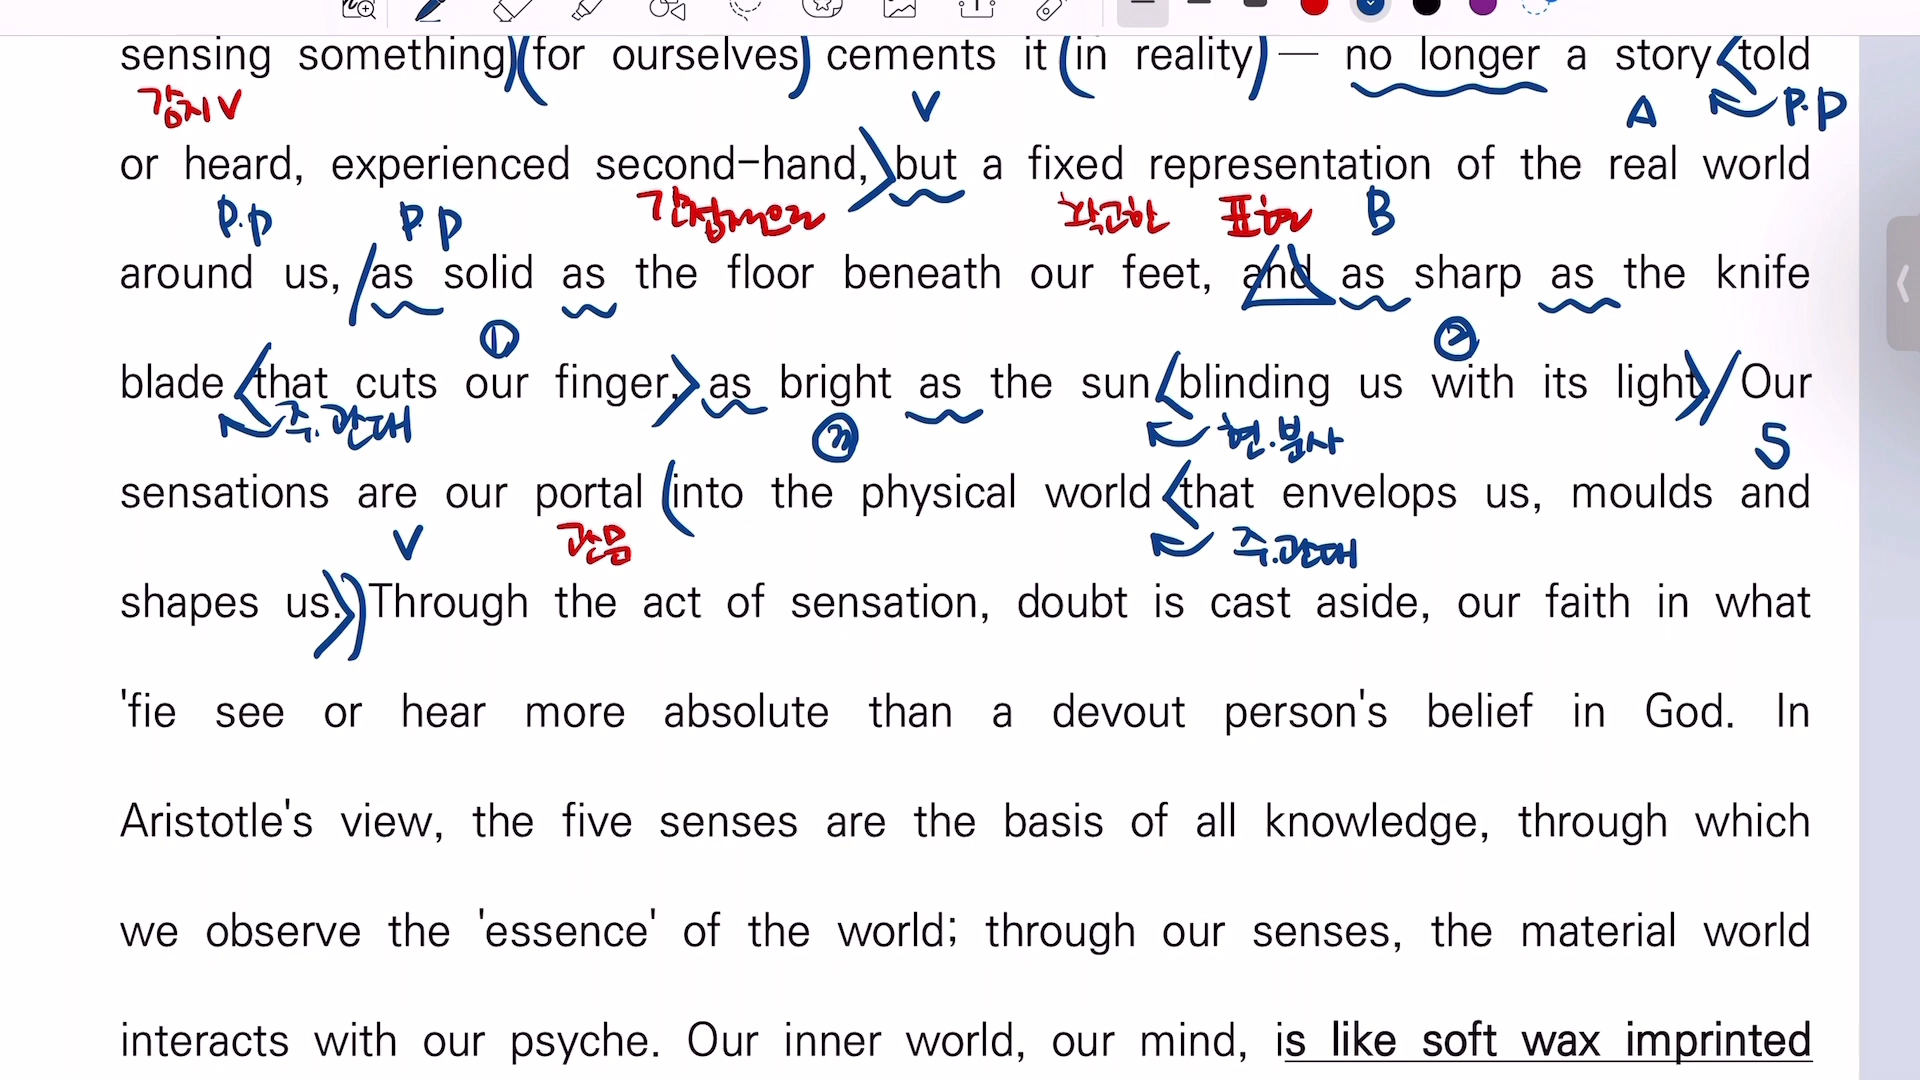 sensing something (for ourselves) cements it (in reality) — no longer a story <told
감지 V V A P.P
or heard, experienced second-hand,> but a fixed representation of the real world
P.P P.P 간접적으로 확고한 표현 B
around us, / as solid as the floor beneath our feet, and as sharp as the knife
① ②
blade <that cuts our finger,> as bright as the sun <blinding us with its light.> / Our
주.관대 ③ 현.분사 S
sensations are our portal (into the physical world <that envelops us, moulds and
V 관문 주.관대
shapes us.>) Through the act of sensation, doubt is cast aside, our faith in what
'fie see or hear more absolute than a devout person's belief in God. In
Aristotle's view, the five senses are the basis of all knowledge, through which
we observe the 'essence' of the world; through our senses, the material world
interacts with our psyche. Our inner world, our mind, is like soft wax imprinted